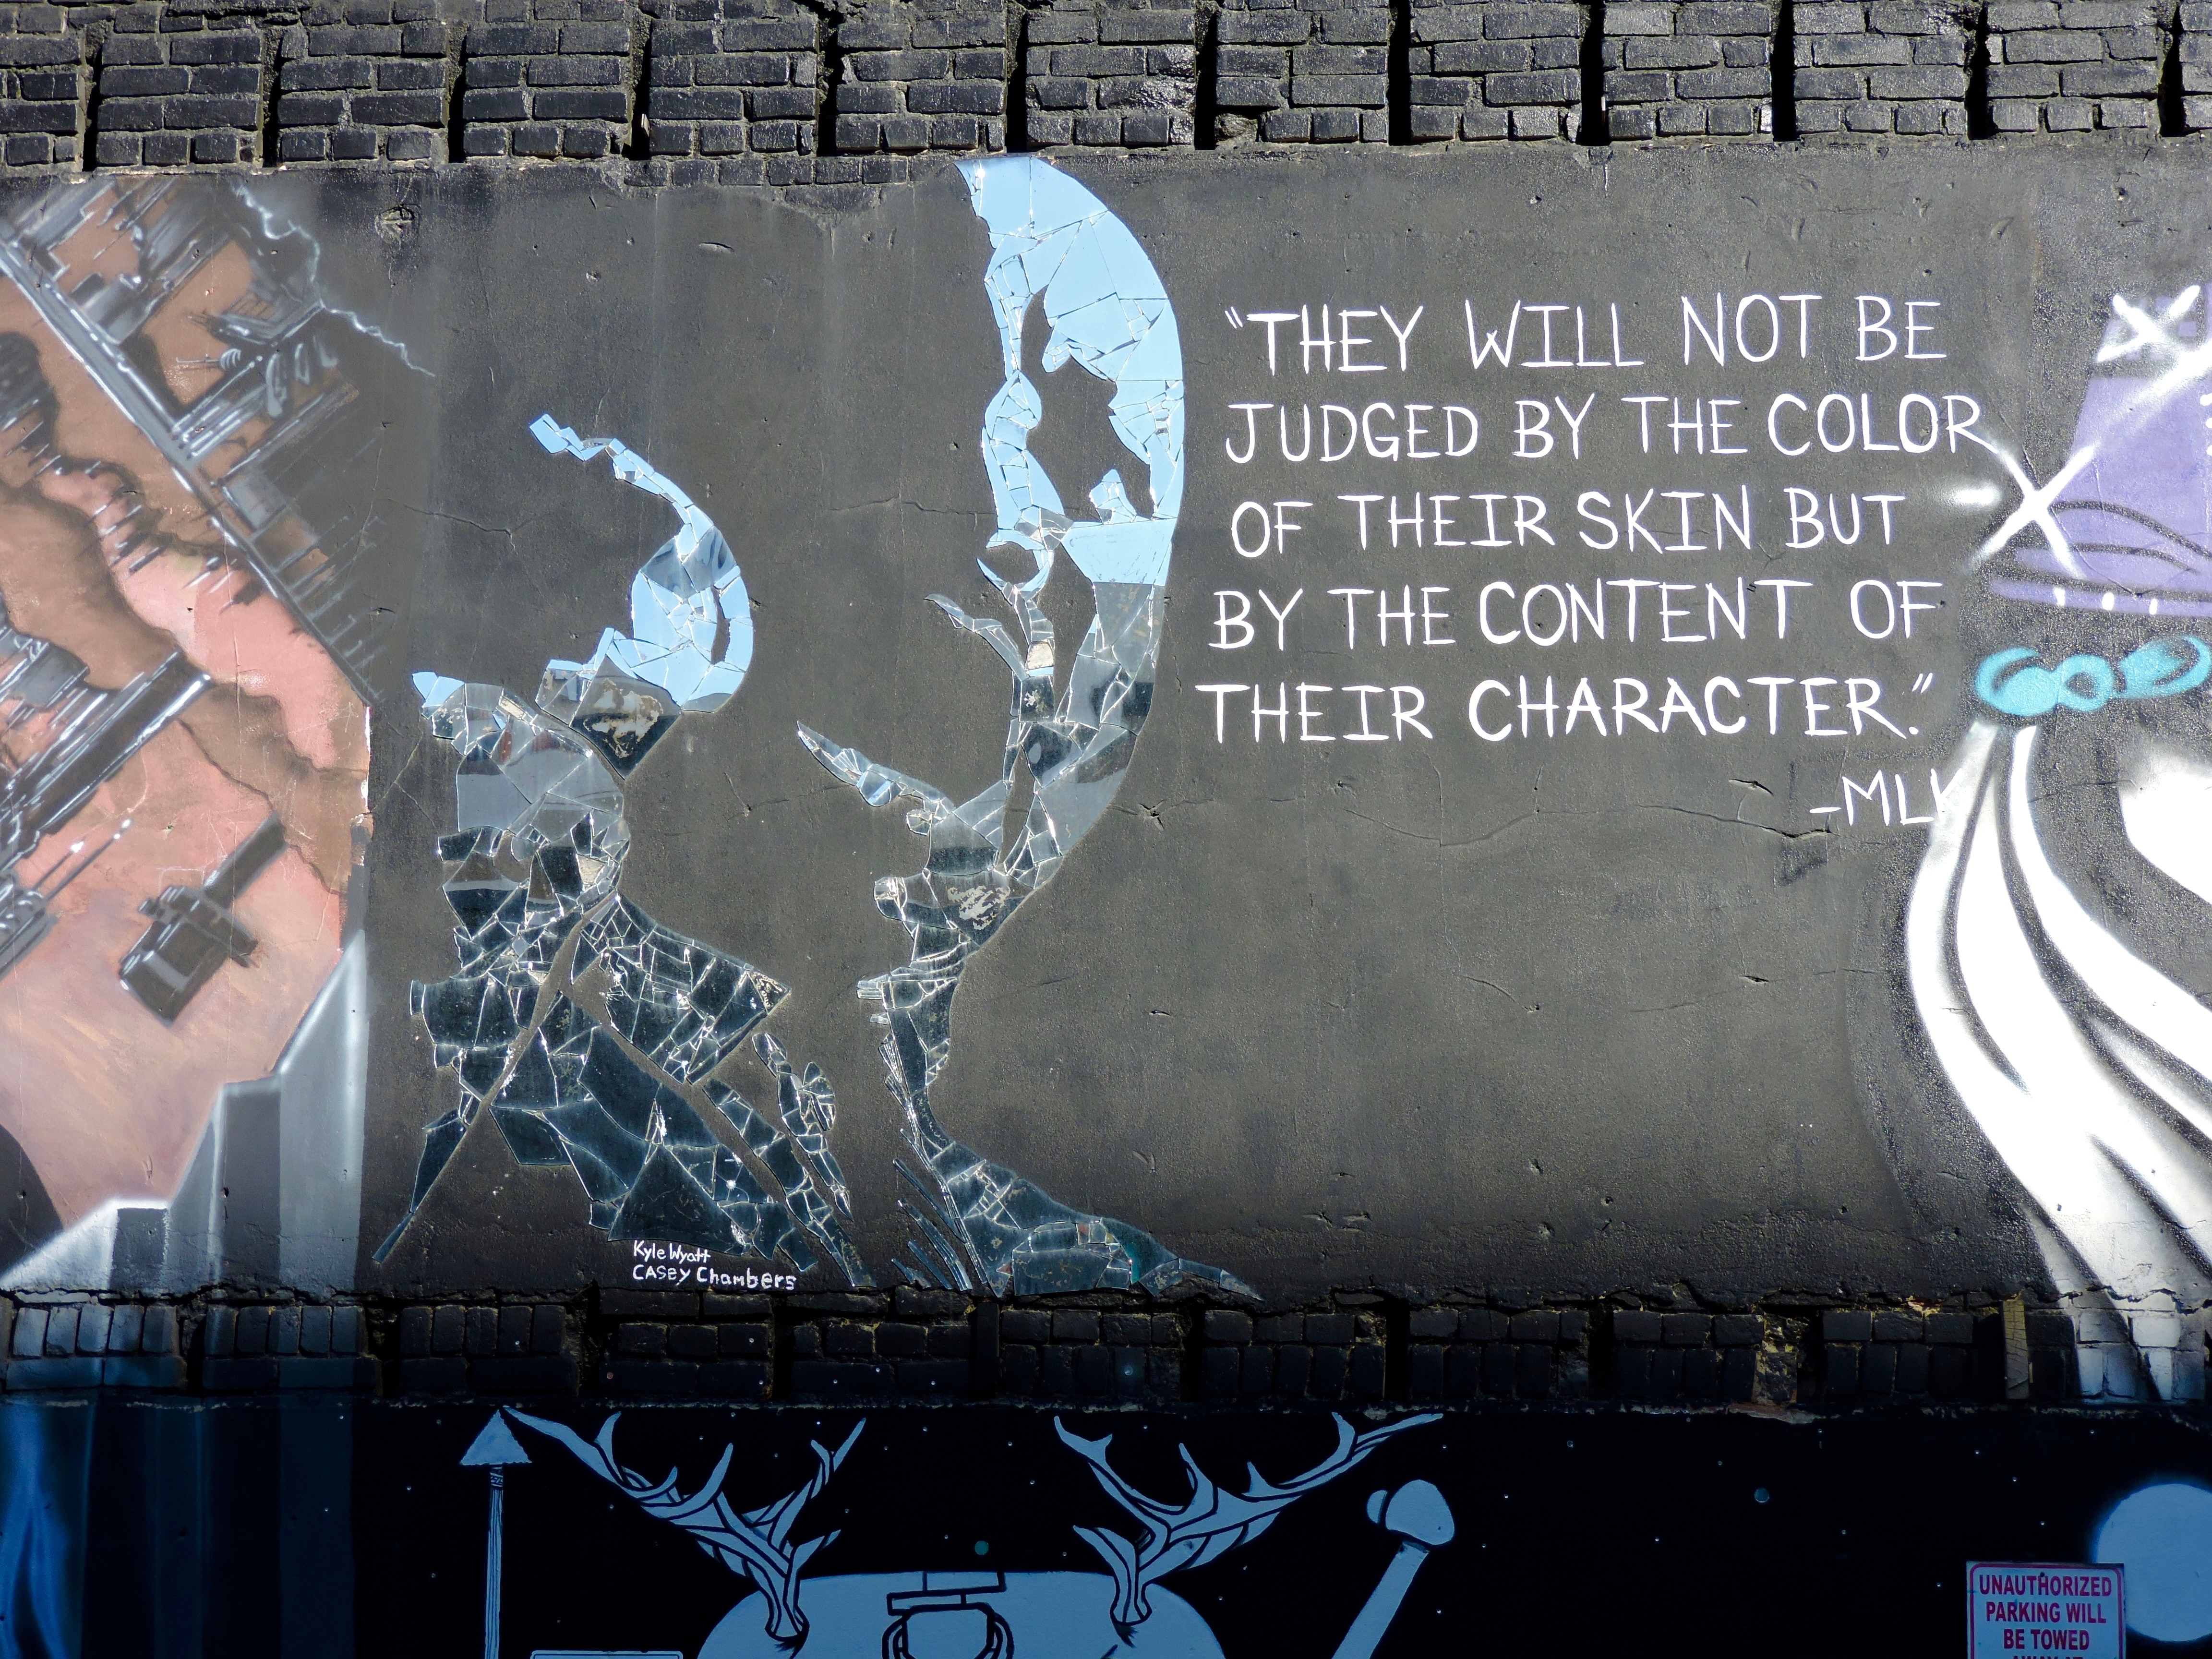 "THEY WILL NOT BE
JUDGED BY THE COLOR
OF THEIR SKIN BUT
BY THE CONTENT OF
THEIR CHARACTER."
-MLK
Kyle Wyatt
CASEY Chambers
UNAUTHORIZED
PARKING WILL
BE TOWED